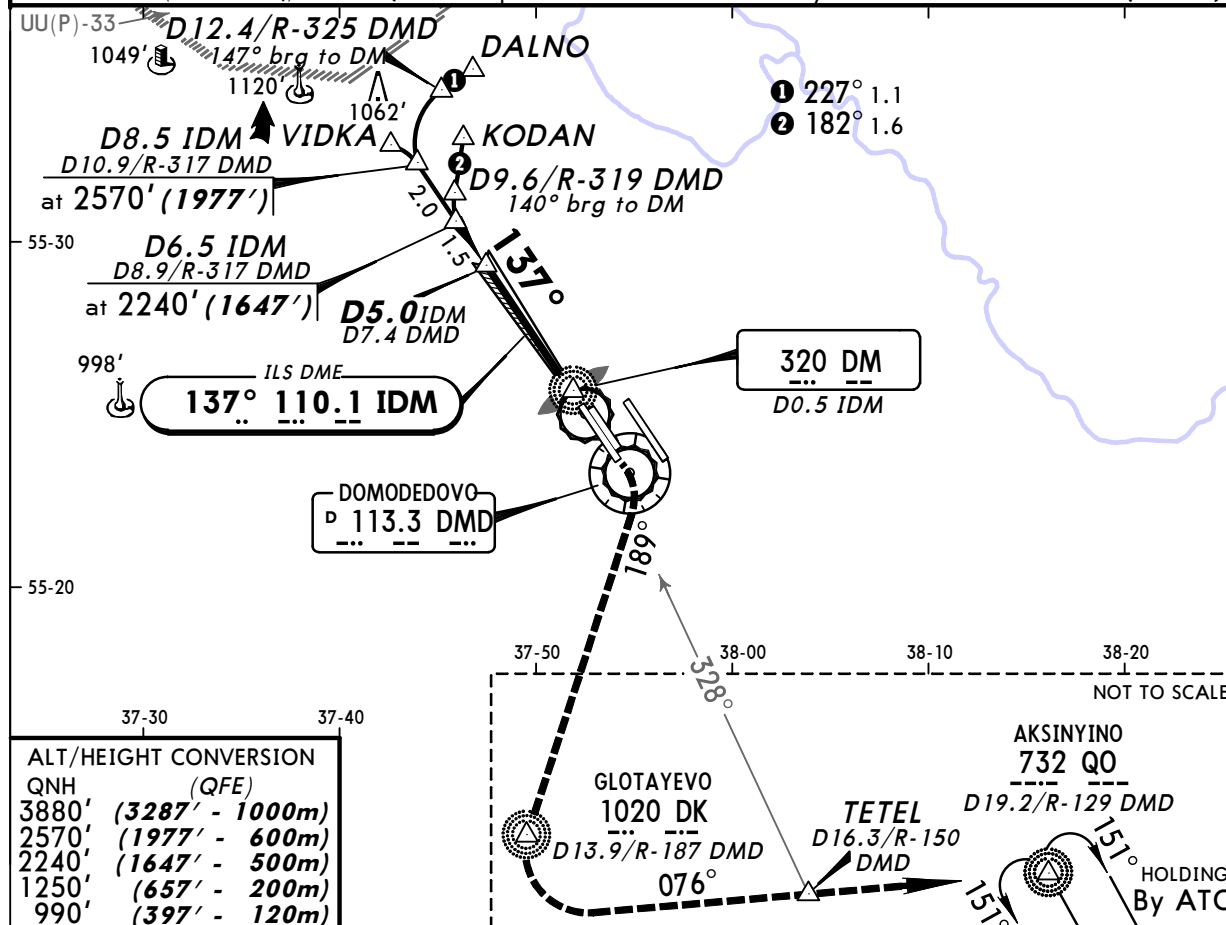 UU(P)-33
D12.4/R-325 DMD
147° brg to DM
1049'
1120'
1062'
DALNO
❶
❶ 227° 1.1
❷ 182° 1.6
D8.5 IDM
D10.9/R-317 DMD
at 2570' (1977')
VIDKA
KODAN
❷
D9.6/R-319 DMD
140° brg to DM
2.0
55-30
D6.5 IDM
D8.9/R-317 DMD
at 2240' (1647')
1.5
137°
D5.0 IDM
D7.4 DMD
998'
ILS DME
137° 110.1 IDM
·· -·· --
320 DM
-·· --
D0.5 IDM
DOMODEDOVO
D 113.3 DMD
-·· -- -··
189°
55-20
328°
37-50
38-00
38-10
38-20
NOT TO SCALE
37-30
37-40
ALT/HEIGHT CONVERSION
QNH (QFE)
3880' (3287' - 1000m)
2570' (1977' - 600m)
2240' (1647' - 500m)
1250' (657' - 200m)
990' (397' - 120m)
GLOTAYEVO
1020 DK
-·· -·-
D13.9/R-187 DMD
076°
TETEL
D16.3/R-150
DMD
AKSINYINO
732 QO
--·- ---
D19.2/R-129 DMD
151°
151°
HOLDING
By ATC